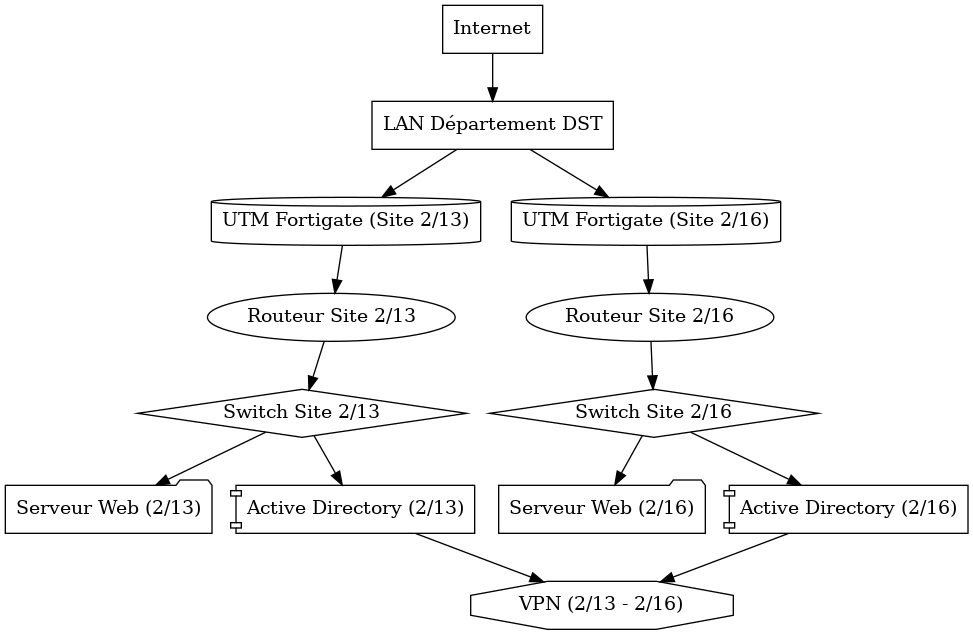 Internet
LAN Département DST
UTM Fortigate (Site 2/13)
UTM Fortigate (Site 2/16)
Routeur Site 2/13
Routeur Site 2/16
Switch Site 2/13
Switch Site 2/16
Serveur Web (2/13)
Active Directory (2/13)
Serveur Web (2/16)
Active Directory (2/16)
VPN (2/13 - 2/16)